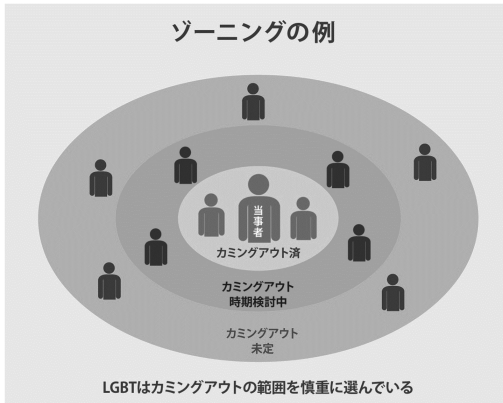 ゾーニングの例
当事者
カミングアウト済
カミングアウト
時期検討中
カミングアウト
未定
LGBTはカミングアウトの範囲を慎重に選んでいる